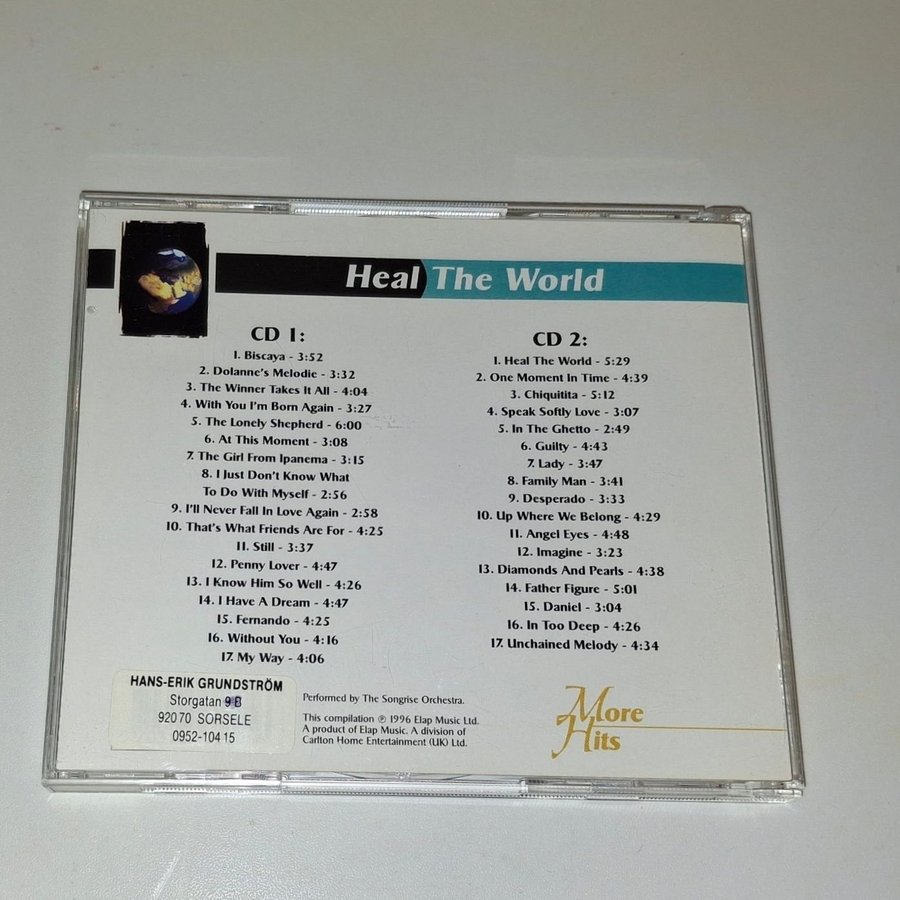 Heal The World
CD 1:
1. Biscaya - 3:52
2. Dolanne's Melodie - 3:32
3. The Winner Takes It All - 4:04
4. With You I'm Born Again - 3:27
5. The Lonely Shepherd - 6:00
6. At This Moment - 3:08
7. The Girl From Ipanema - 3:15
8. I Just Don't Know What
To Do With Myself - 2:56
9. I'll Never Fall In Love Again - 2:58
10. That's What Friends Are For - 4:25
11. Still - 3:37
12. Penny Lover - 4:47
13. I Know Him So Well - 4:26
14. I Have A Dream - 4:47
15. Fernando - 4:25
16. Without You - 4:16
17. My Way - 4:06
CD 2:
1. Heal The World - 5:29
2. One Moment In Time - 4:39
3. Chiquitita - 5:12
4. Speak Softly Love - 3:07
5. In The Ghetto - 2:49
6. Guilty - 4:43
7. Lady - 3:47
8. Family Man - 3:41
9. Desperado - 3:33
10. Up Where We Belong - 4:29
11. Angel Eyes - 4:48
12. Imagine - 3:23
13. Diamonds And Pearls - 4:38
14. Father Figure - 5:01
15. Daniel - 3:04
16. In Too Deep - 4:26
17. Unchained Melody - 4:34
HANS-ERIK GRUNDSTRÖM
Storgatan
920 70 SORSELE
0952-104 15
Performed by The Songrise Orchestra.
This compilation ℗ 1996 Elap Music Ltd.
A product of Elap Music. A division of
Carlton Home Entertainment (UK) Ltd.
More
Hits